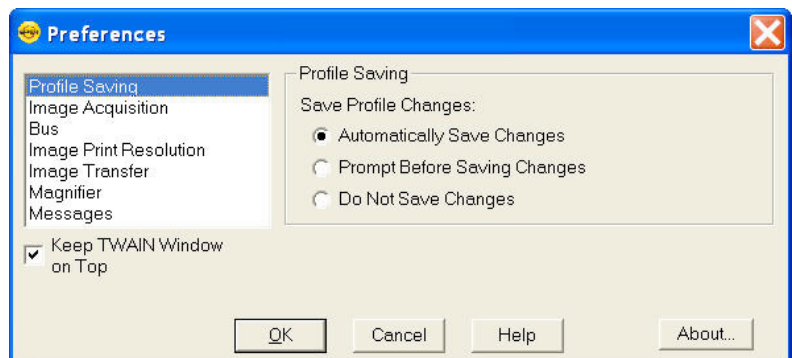 Preferences
Profile Saving
Image Acquisition
Bus
Image Print Resolution
Image Transfer
Magnifier
Messages
Keep TWAIN Window
on Top
Profile Saving
Save Profile Changes:
Automatically Save Changes
Prompt Before Saving Changes
Do Not Save Changes
OK
Cancel
Help
About...